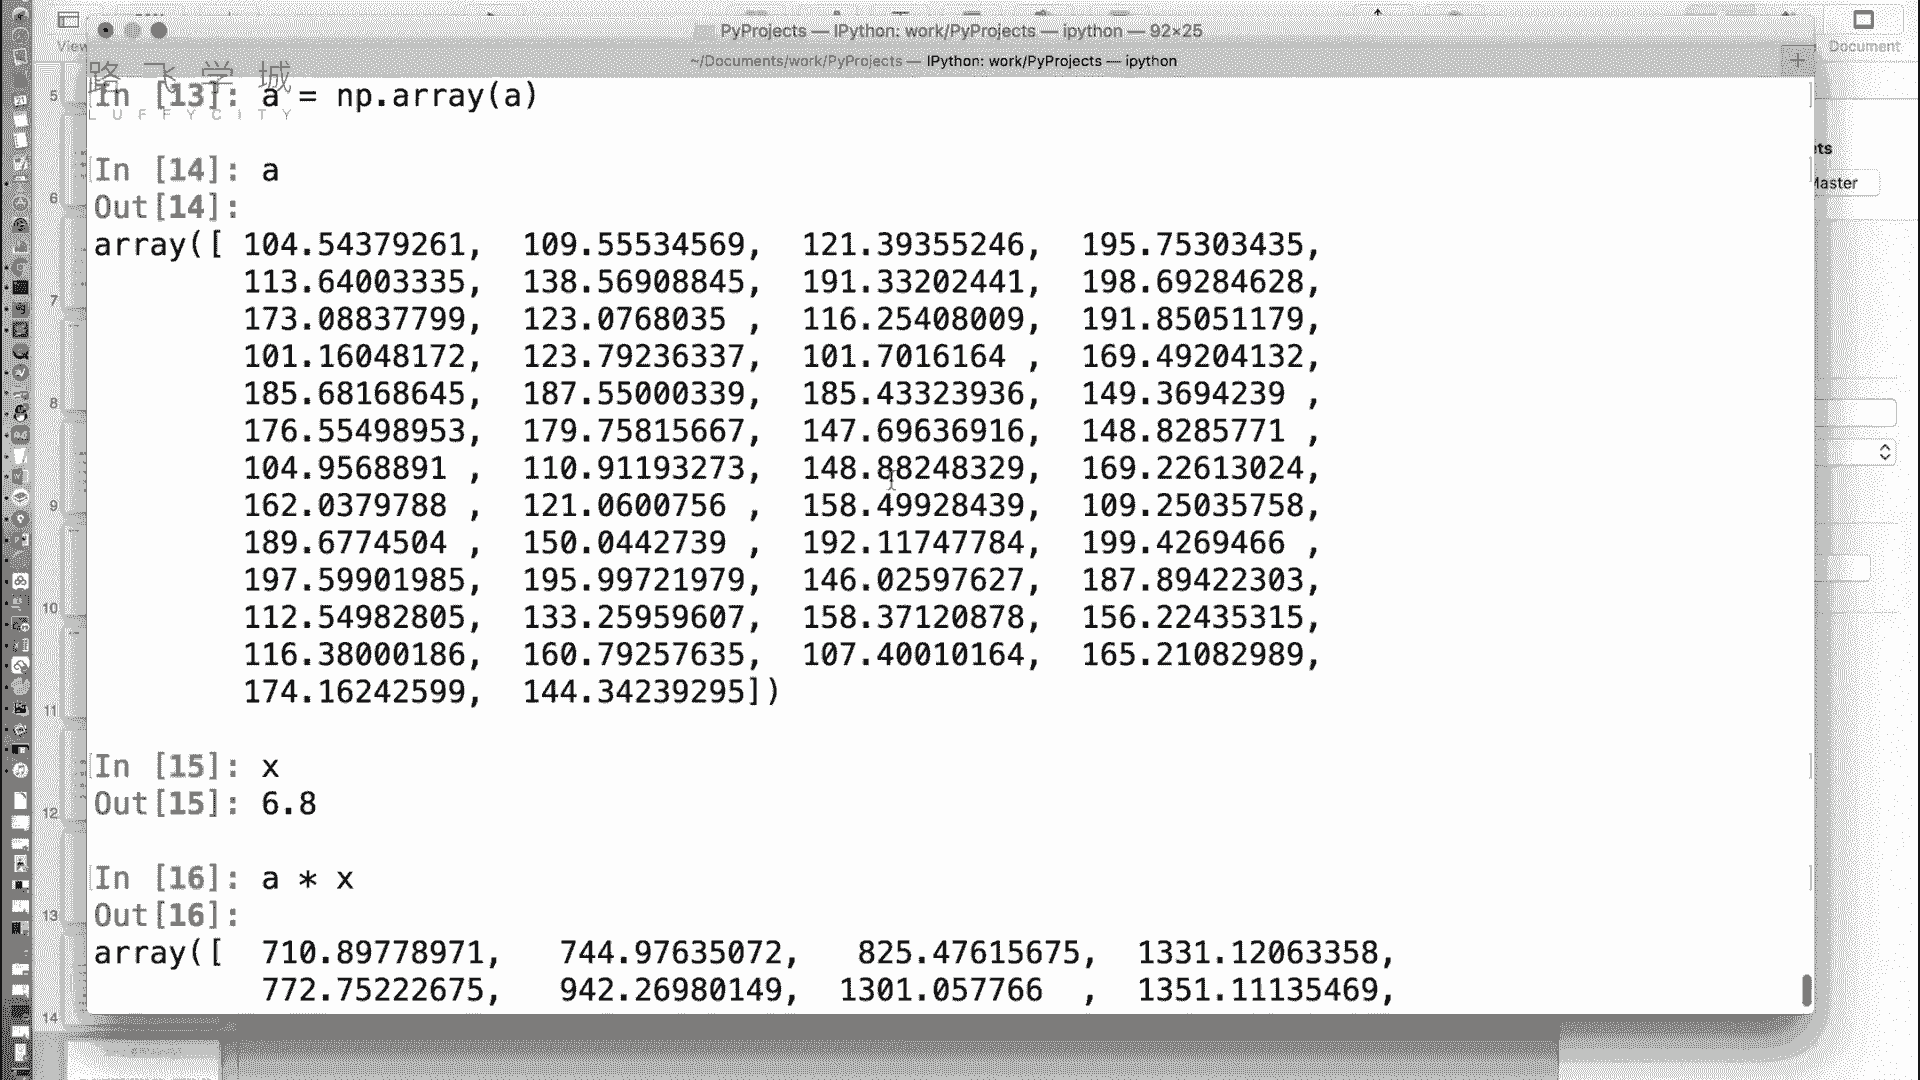 View
Document
PyProjects — IPython: work/PyProjects — ipython — 92×25
~/Documents/work/PyProjects — IPython: work/PyProjects — ipython
路飞学城
LUFFYCITY
In [13]: a = np.array(a)
In [14]: a
Out[14]:
array([ 104.54379261,  109.55534569,  121.39355246,  195.75303435,
113.64003335,  138.56908845,  191.33202441,  198.69284628,
173.08837799,  123.0768035 ,  116.25408009,  191.85051179,
101.16048172,  123.79236337,  101.7016164 ,  169.49204132,
185.68168645,  187.55000339,  185.43323936,  149.3694239 ,
176.55498953,  179.75815667,  147.69636916,  148.8285771 ,
104.9568891 ,  110.91193273,  148.88248329,  169.22613024,
162.0379788 ,  121.0600756 ,  158.49928439,  109.25035758,
189.6774504 ,  150.0442739 ,  192.11747784,  199.4269466 ,
197.59901985,  195.99721979,  146.02597627,  187.89422303,
112.54982805,  133.25959607,  158.37120878,  156.22435315,
116.38000186,  160.79257635,  107.40010164,  165.21082989,
174.16242599,  144.34239295])
In [15]: x
Out[15]: 6.8
In [16]: a * x
Out[16]:
array([  710.89778971,   744.97635072,   825.47615675,  1331.12063358,
772.75222675,   942.26980149,  1301.057766  ,  1351.11135469,
5
6
7
8
9
10
11
12
13
14